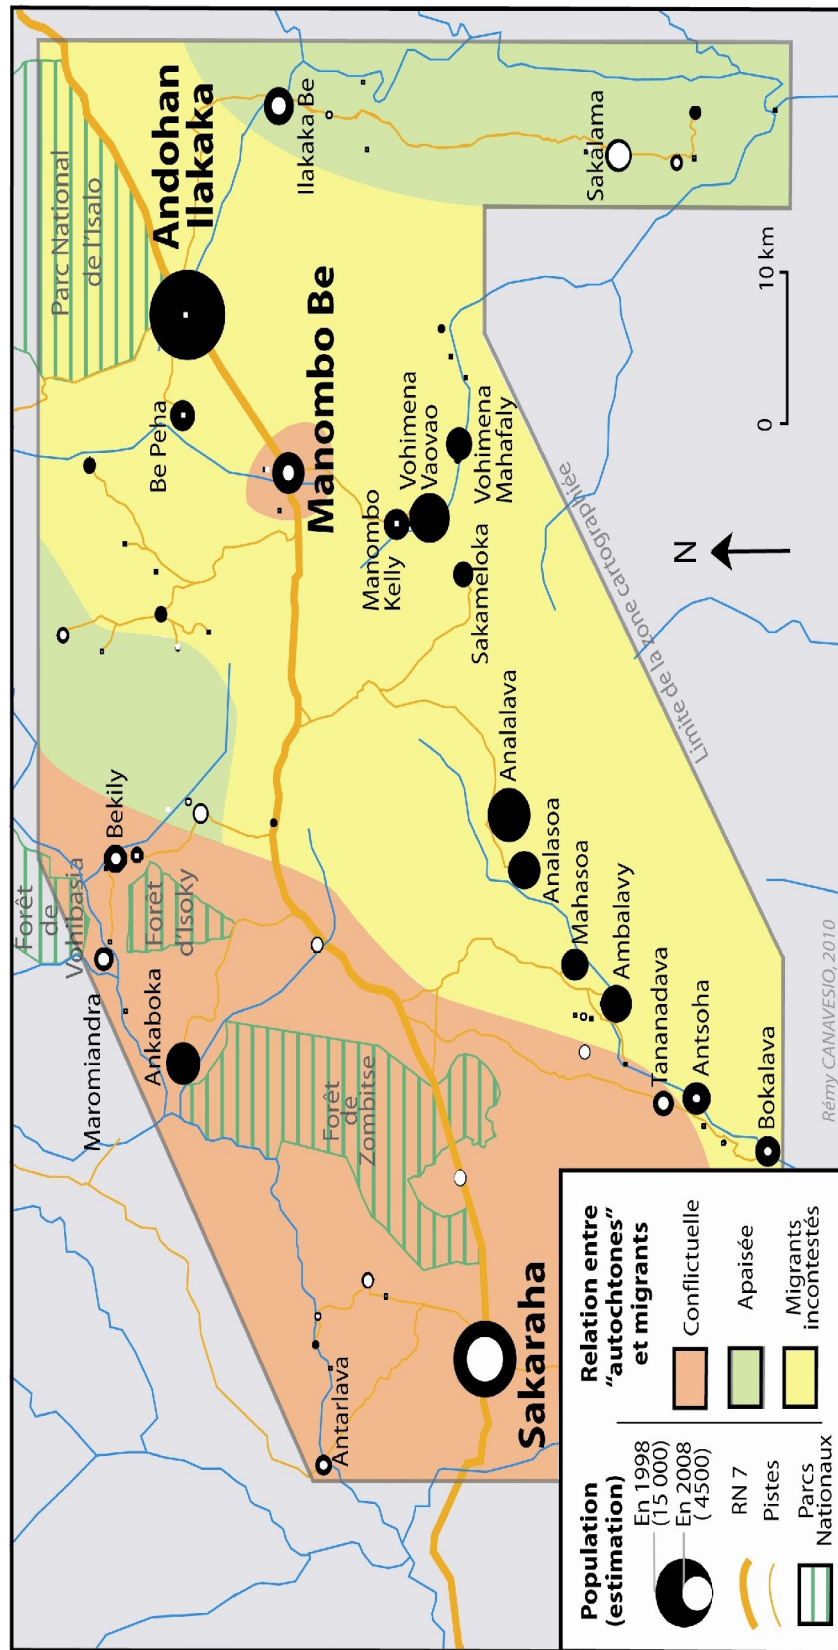 Parc National
de l'Isalo
Andohan
Ilakaka
Ilakaka Be
Sakalama
Be Peha
Manombo Be
Manombo
Kelly
Vohimena
Vaovao
Vohimena
Mahafaly
Sakameloka
Forêt
de
Vohibasia
Bekily
Forêt
d'Isoky
Maromiandra
Ankaboka
Analalava
Analasoa
Mahasoa
Ambalavy
Tananadava
Antsoha
Bokalava
Forêt
de
Zombitse
Antarlava
Sakaraha
Limite de la zone cartographiée
N
0
10 km
Population
(estimation)
En 1998
(15 000)
En 2008
( 4500)
RN 7
Pistes
Parcs
Nationaux
Relation entre
"autochtones"
et migrants
Conflictuelle
Apaisée
Migrants
incontestés
Rémy CANAVESIO, 2010